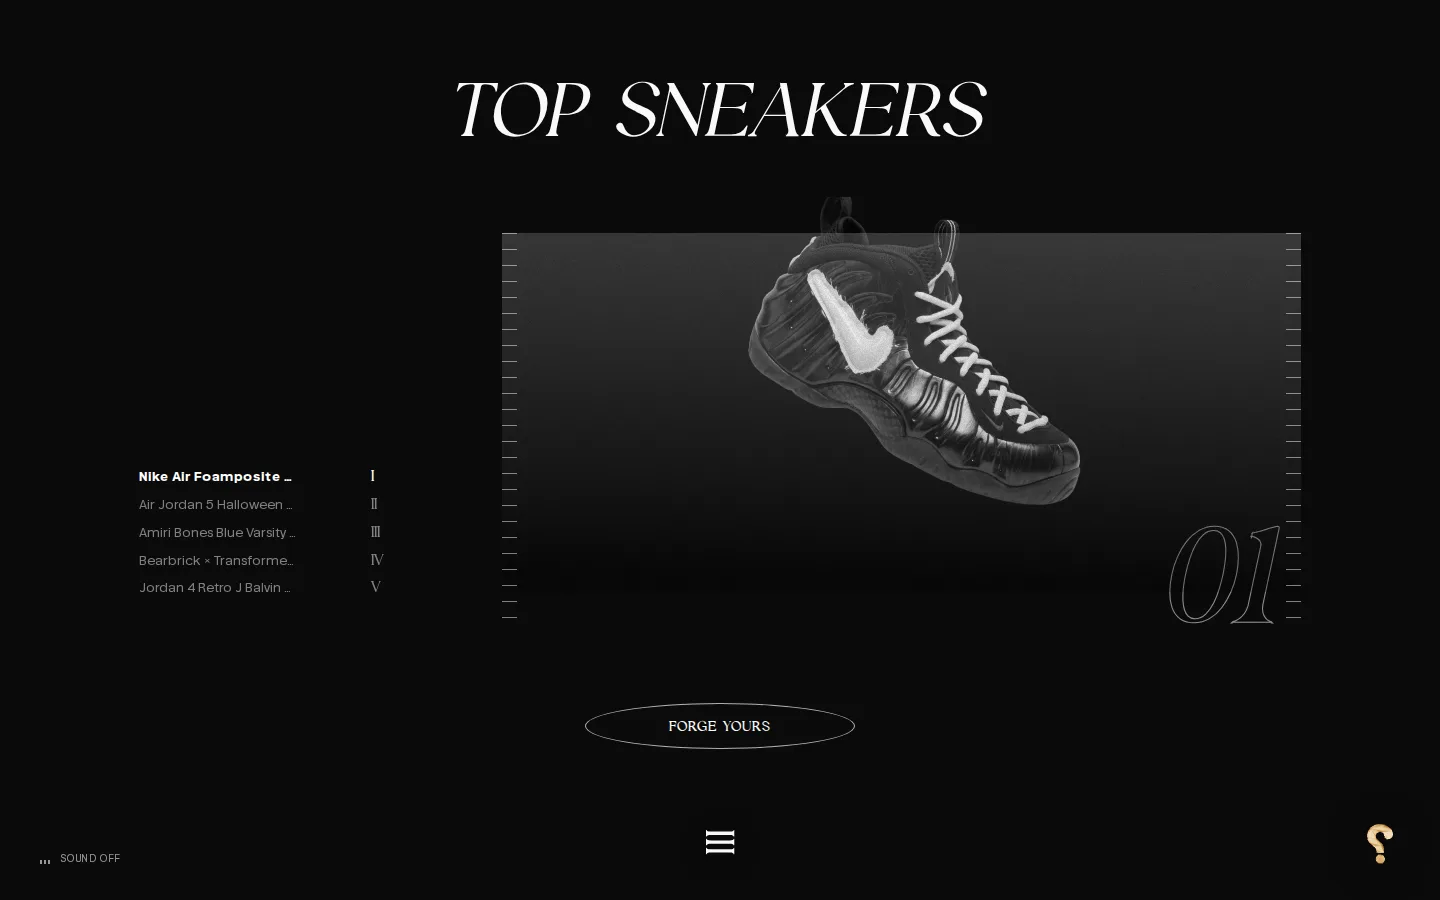 TOP SNEAKERS
Nike Air Foamposite ... I
Air Jordan 5 Halloween ... II
Amiri Bones Blue Varsity ... III
Bearbrick × Transforme... IV
Jordan 4 Retro J Balvin ... V
01
FORGE YOURS
SOUND OFF
?